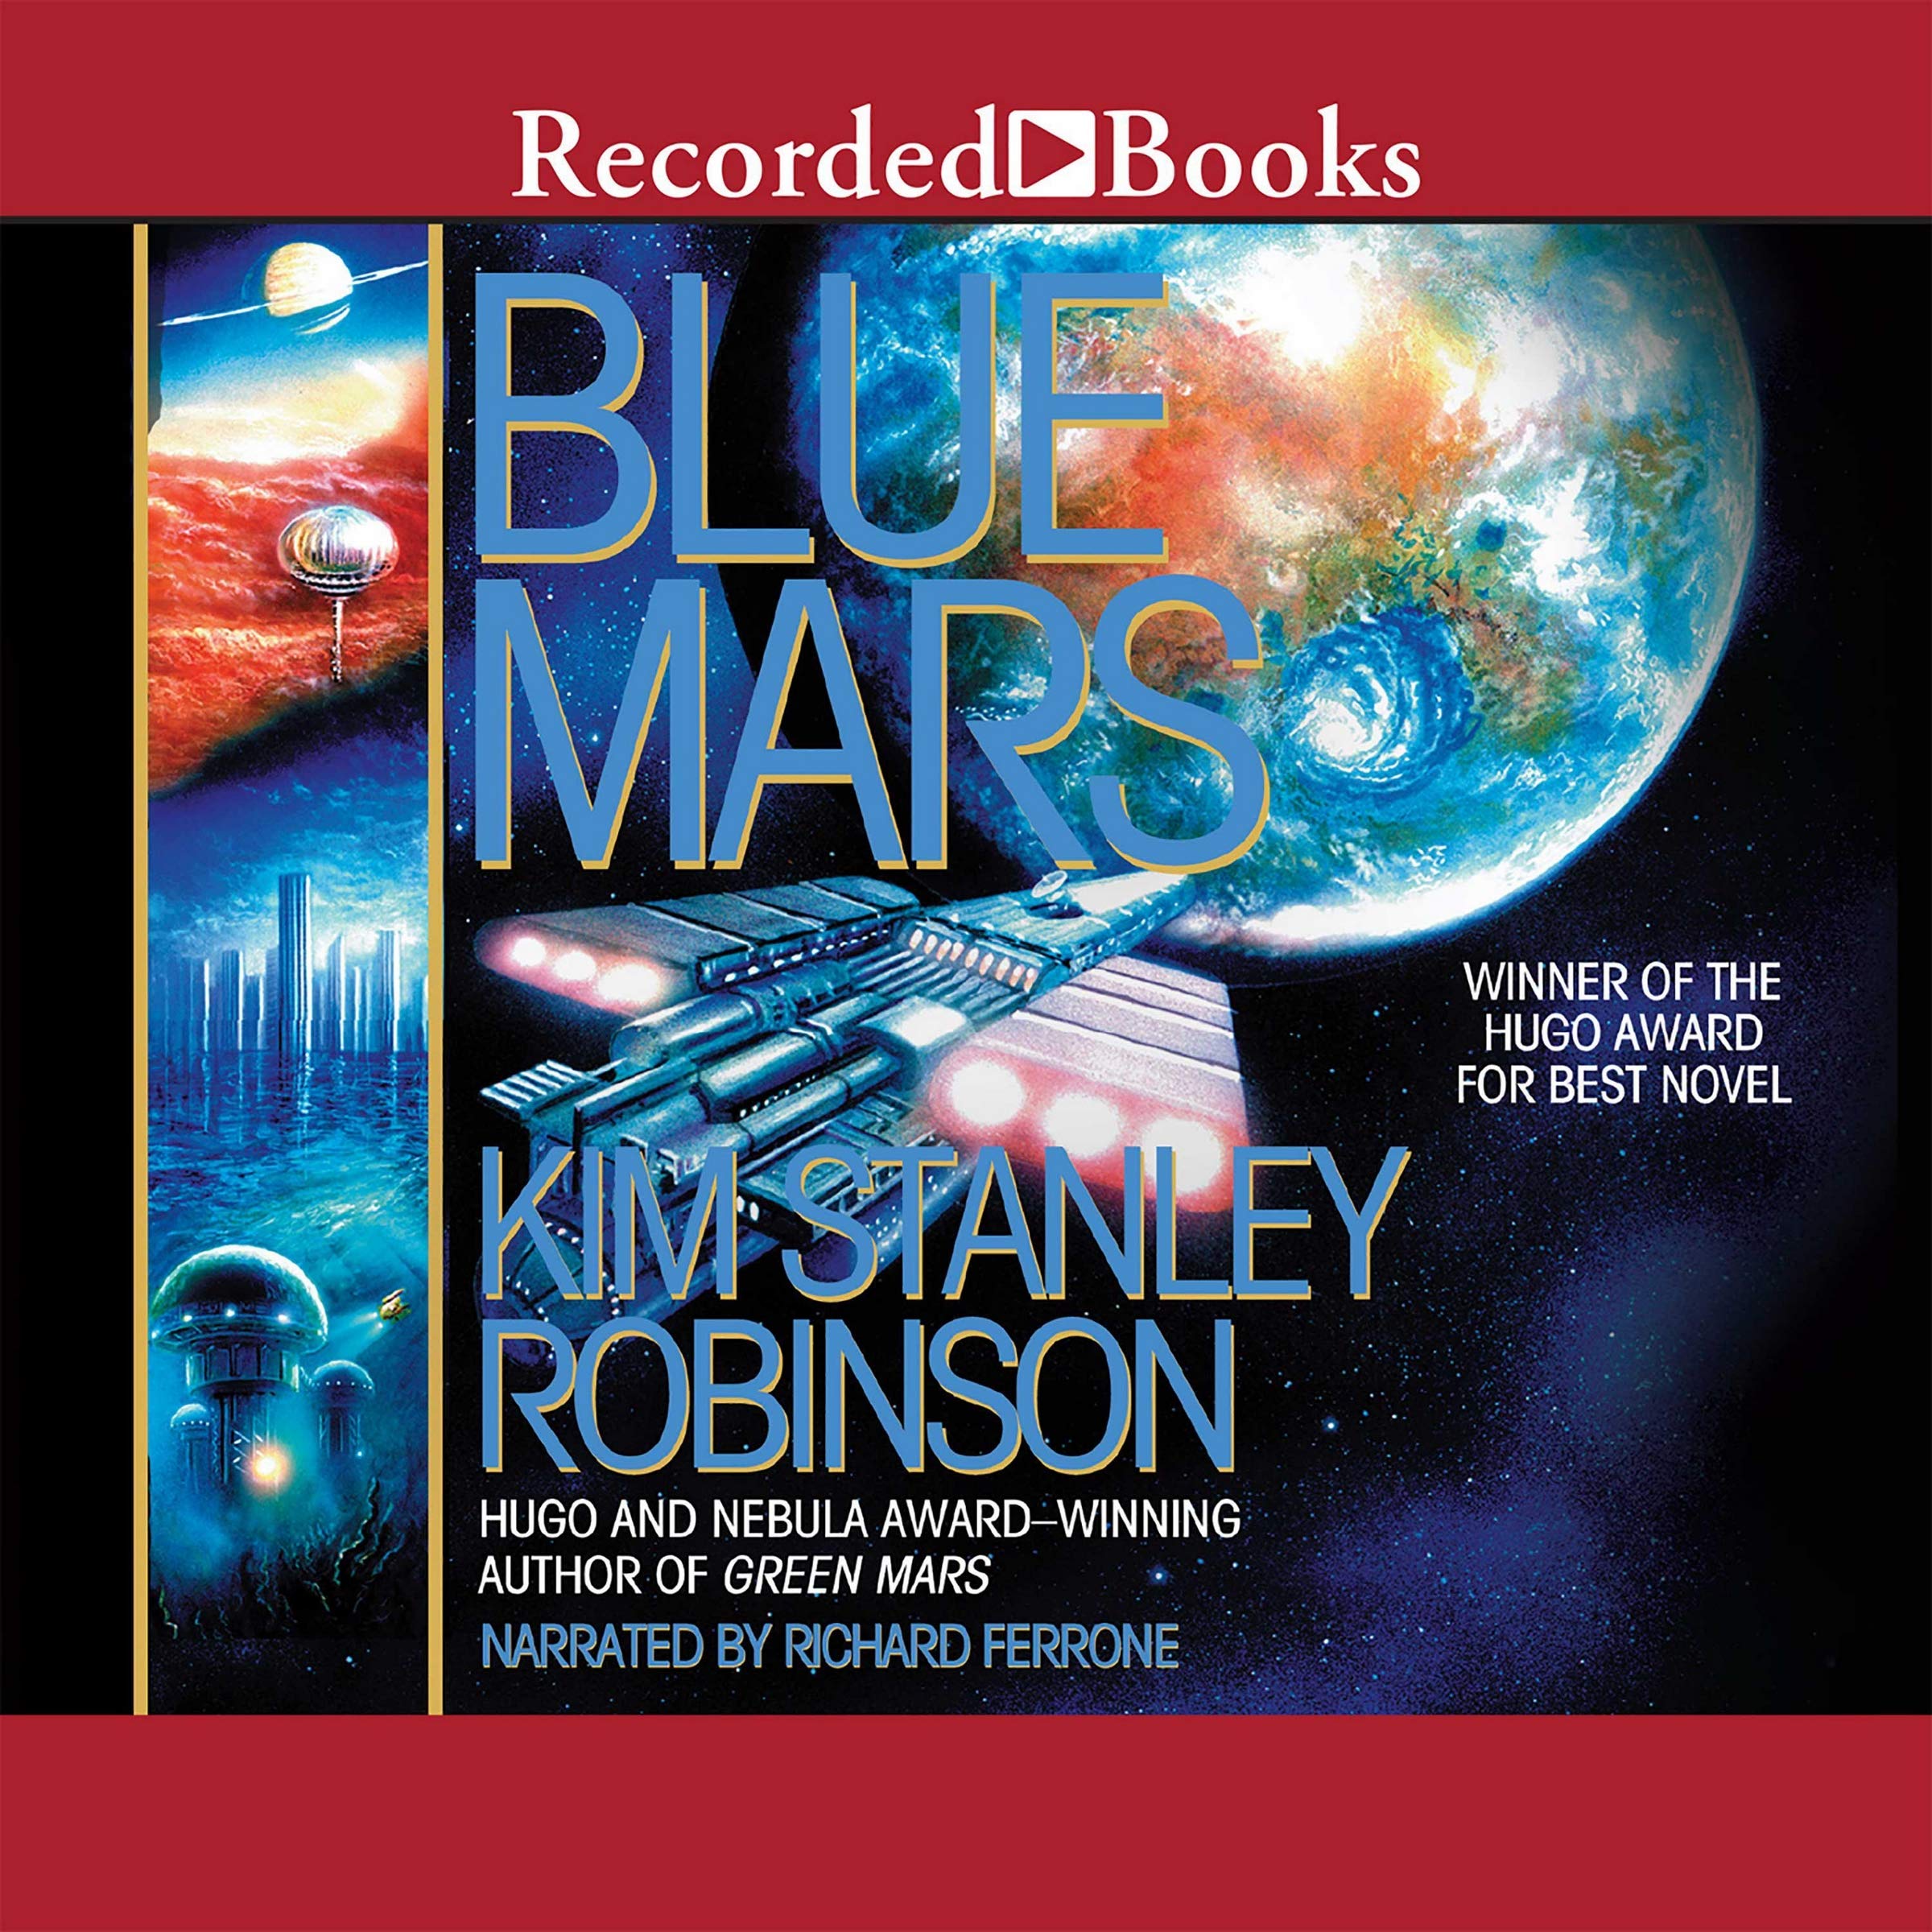 Recorded Books
BLUE
MARS
WINNER OF THE
HUGO AWARD
FOR BEST NOVEL
KIM STANLEY
ROBINSON
HUGO AND NEBULA AWARD–WINNING
AUTHOR OF GREEN MARS
NARRATED BY RICHARD FERRONE